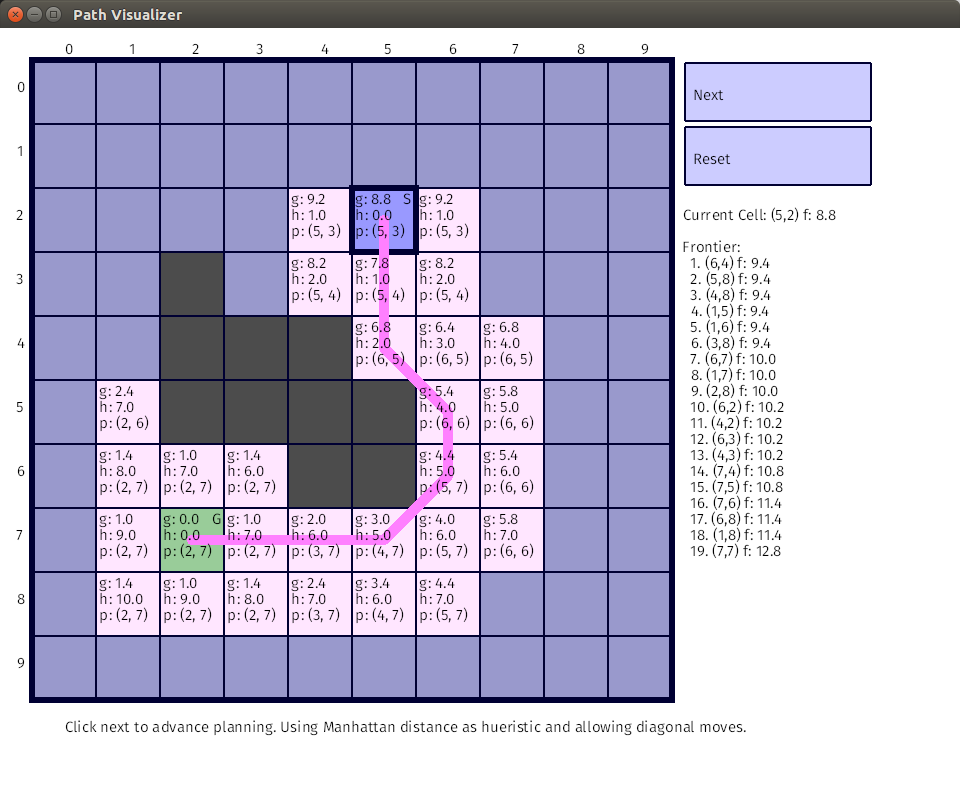 Path Visualizer
0 1 2 3 4 5 6 7 8 9
Next
0
1
Reset
2
g: 9.2 g: 8.8 S g: 9.2
h: 1.0 h: 0.0 h: 1.0
p: (5, 3) p: (5, 3) p: (5, 3)
Current Cell: (5,2) f: 8.8
Frontier:
1. (6,4) f: 9.4
2. (5,8) f: 9.4
3. (4,8) f: 9.4
4. (1,5) f: 9.4
5. (1,6) f: 9.4
6. (3,8) f: 9.4
7. (6,7) f: 10.0
8. (1,7) f: 10.0
9. (2,8) f: 10.0
10. (6,2) f: 10.2
11. (4,2) f: 10.2
12. (6,3) f: 10.2
13. (4,3) f: 10.2
14. (7,4) f: 10.8
15. (7,5) f: 10.8
16. (7,6) f: 11.4
17. (6,8) f: 11.4
18. (1,8) f: 11.4
19. (7,7) f: 12.8
3
g: 8.2 g: 7.8 g: 8.2
h: 2.0 h: 1.0 h: 2.0
p: (5, 4) p: (5, 4) p: (5, 4)
4
g: 6.8 g: 6.4 g: 6.8
h: 2.0 h: 3.0 h: 4.0
p: (6, 5) p: (6, 5) p: (6, 5)
5
g: 2.4 g: 5.4 g: 5.8
h: 7.0 h: 4.0 h: 5.0
p: (2, 6) p: (6, 6) p: (6, 6)
6
g: 1.4 g: 1.0 g: 1.4 g: 4.4 g: 5.4
h: 8.0 h: 7.0 h: 6.0 h: 5.0 h: 6.0
p: (2, 7) p: (2, 7) p: (2, 7) p: (5, 7) p: (6, 6)
7
g: 1.0 g: 0.0 G g: 1.0 g: 2.0 g: 3.0 g: 4.0 g: 5.8
h: 9.0 h: 0.0 h: 7.0 h: 6.0 h: 5.0 h: 6.0 h: 7.0
p: (2, 7) p: (2, 7) p: (2, 7) p: (3, 7) p: (4, 7) p: (5, 7) p: (6, 6)
8
g: 1.4 g: 1.0 g: 1.4 g: 2.4 g: 3.4 g: 4.4
h: 10.0 h: 9.0 h: 8.0 h: 7.0 h: 6.0 h: 7.0
p: (2, 7) p: (2, 7) p: (2, 7) p: (3, 7) p: (4, 7) p: (5, 7)
9
Click next to advance planning. Using Manhattan distance as hueristic and allowing diagonal moves.